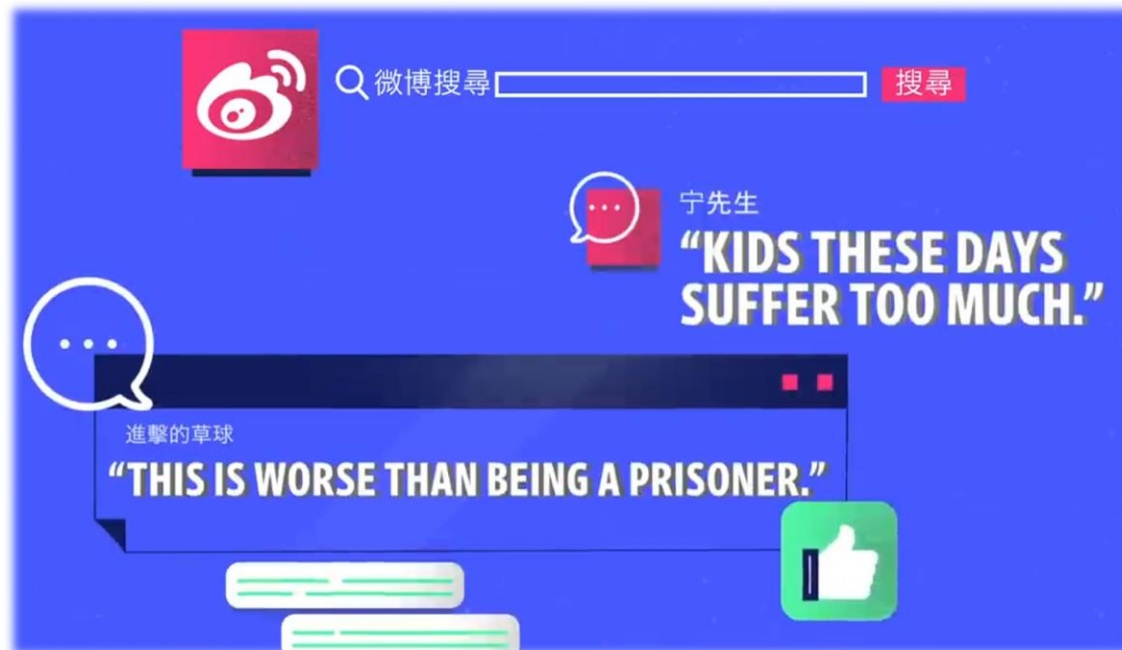 微博搜尋
搜尋
宁先生
“KIDS THESE DAYS
SUFFER TOO MUCH.”
進擊的草球
“THIS IS WORSE THAN BEING A PRISONER.”